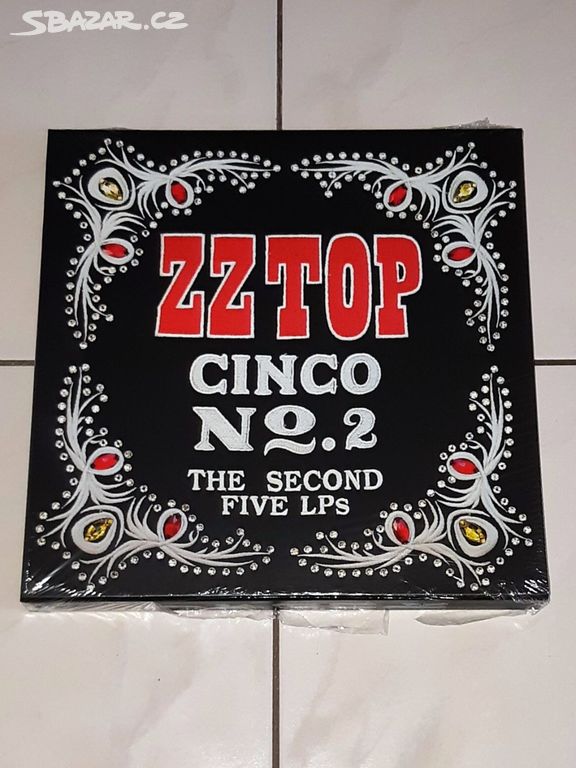 SBAZAR.CZ
ZZ TOP
CINCO
No. 2
THE SECOND
FIVE LPs